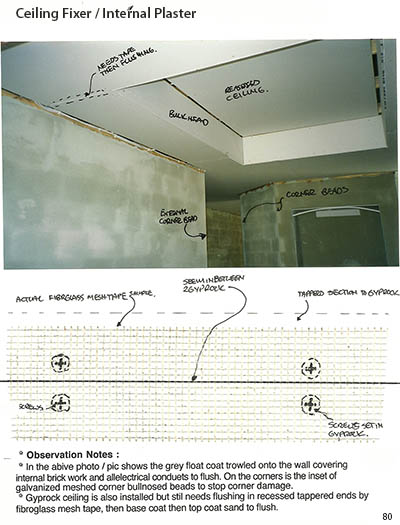 Ceiling Fixer / Internal Plaster
NEEDS TAPE
THEN FLUSHING.
RECESSED
CEILING.
BULKHEAD
CORNER BEADS
EXTERNAL
CORNER BEAD
SEEM INBETWEEN
2 GYPROCK
ACTUAL FIBRGLASS MESH TAPE SAMPLE.
TAPPERD SECTION TO GYPROCK.
SCREWS
SCREWS SET IN
GYPROCK.
* Observation Notes :
* In the abive photo / pic shows the grey float coat trowled onto the wall covering
internal brick work and allelectrical conduets to flush. On the corners is the inset of
galvanized meshed corner bullnosed beads to stop corner damage.
* Gyprock ceiling is also installed but stil needs flushing in recessed tappered ends by
fibreglass mesh tape, then base coat then top coat sand to flush.
80